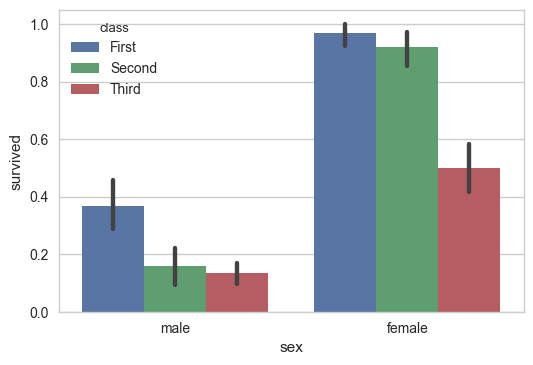 class
First
Second
Third
1.0
0.8
0.6
0.4
0.2
0.0
survived
male
female
sex